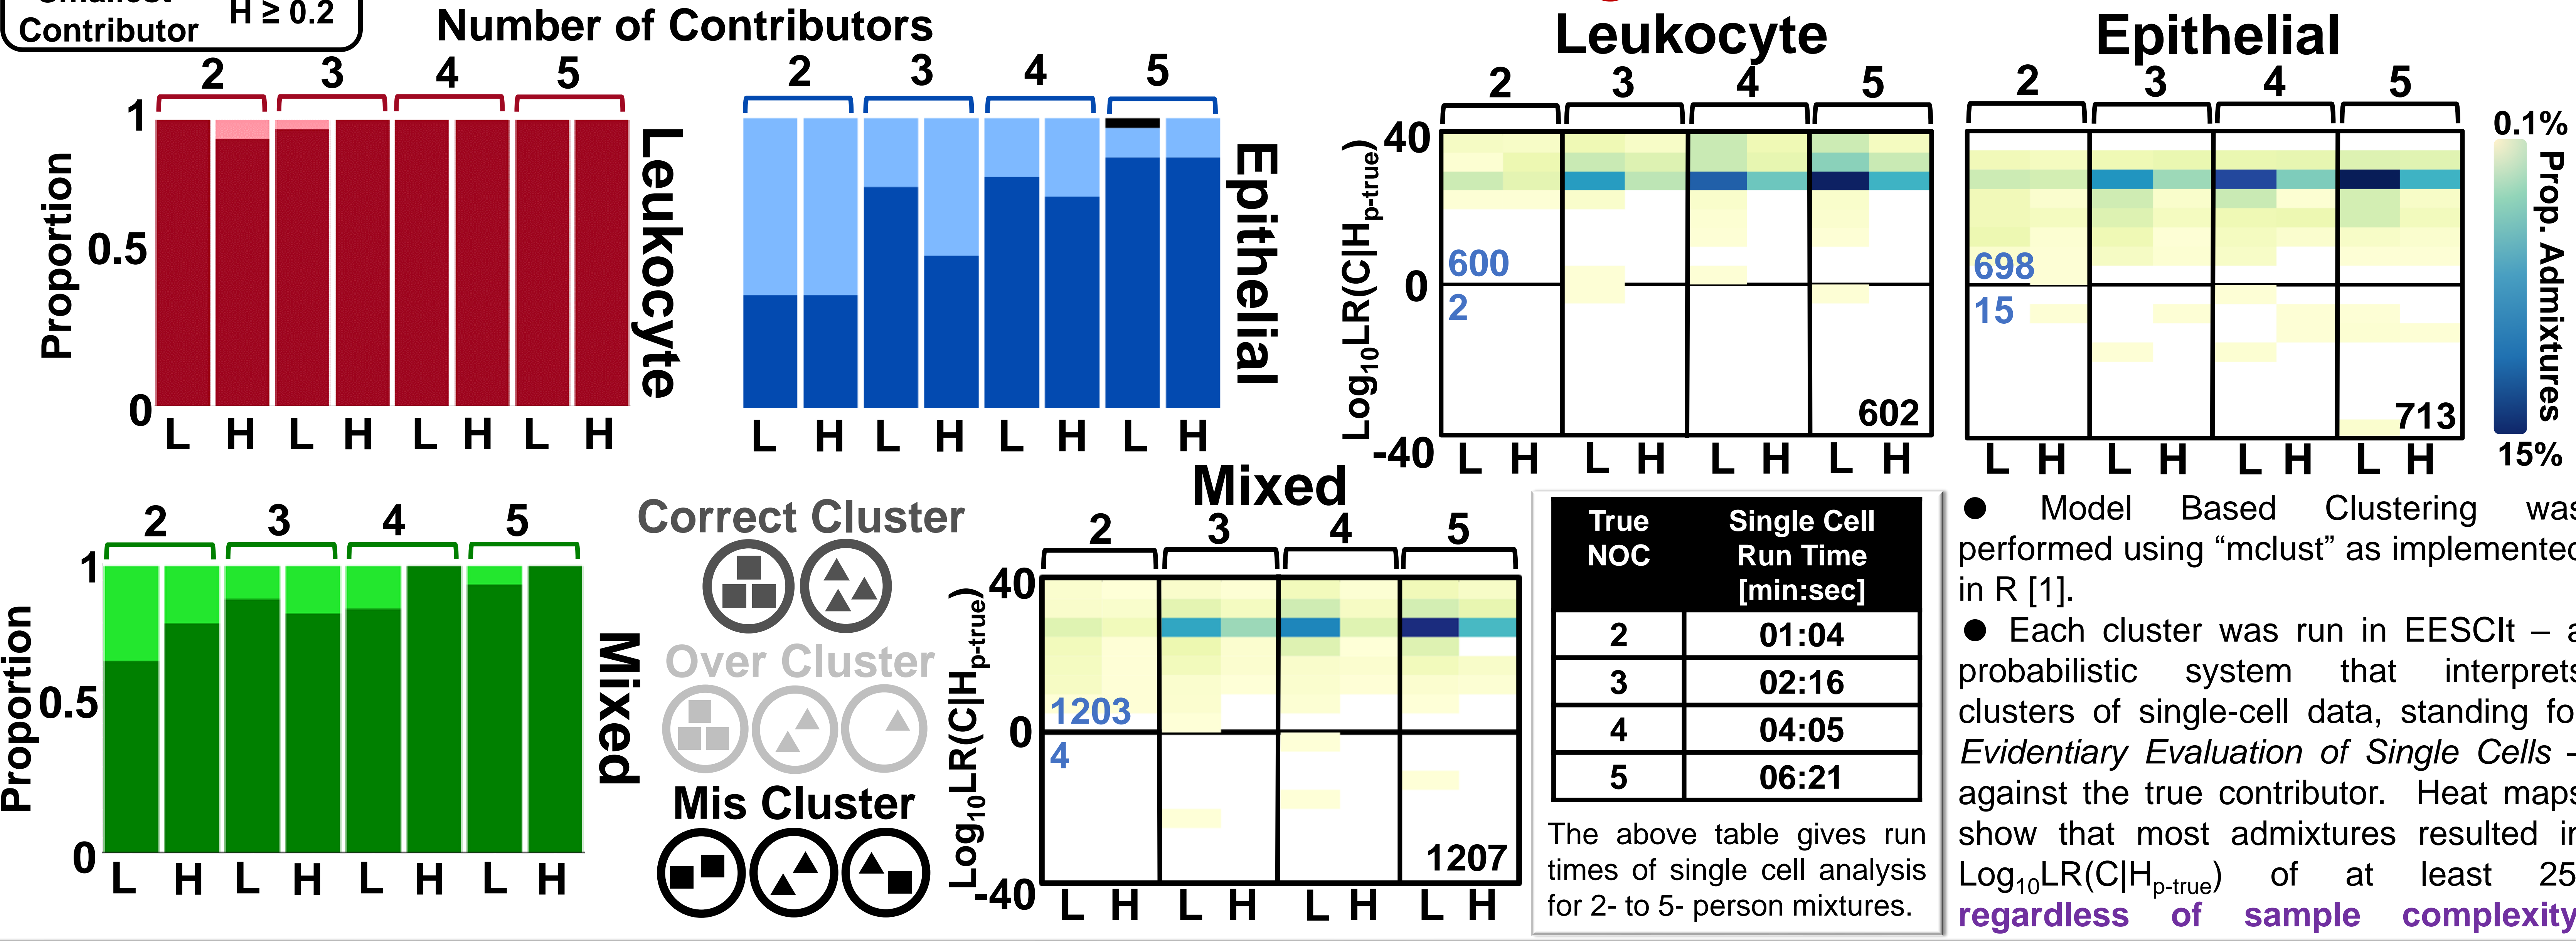 Smallest
Contributor
H ≥ 0.2
Number of Contributors
2 3 4 5
1
0.5
0
Proportion
L H L H L H L H
Leukocyte
2 3 4 5
L H L H L H L H
Epithelial
2 3 4 5
1
0.5
0
Proportion
L H L H L H L H
Mixed
Correct Cluster
Over Cluster
Mis Cluster
Leukocyte
2 3 4 5
40
0
-40
Log10LR(C|Hp-true)
600
2
602
L H L H L H L H
Epithelial
2 3 4 5
698
15
713
L H L H L H L H
0.1%
Prop. Admixtures
15%
Mixed
2 3 4 5
40
0
-40
Log10LR(C|Hp-true)
1203
4
1207
L H L H L H L H
True NOC
Single Cell Run Time [min:sec]
2 01:04
3 02:16
4 04:05
5 06:21
The above table gives run
times of single cell analysis
for 2- to 5- person mixtures.
● Model Based Clustering was
performed using “mclust” as implemented
in R [1].
● Each cluster was run in EESCIt – a
probabilistic system that interprets
clusters of single-cell data, standing for
Evidentiary Evaluation of Single Cells –
against the true contributor. Heat maps
show that most admixtures resulted in
Log10LR(C|Hp-true) of at least 25
regardless of sample complexity